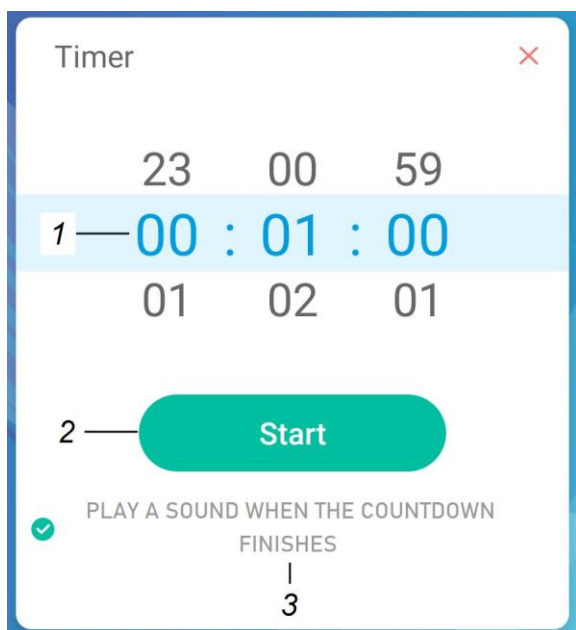 Timer ×
23 00 59
1 00 : 01 : 00
01 02 01
2 Start
PLAY A SOUND WHEN THE COUNTDOWN
FINISHES
3